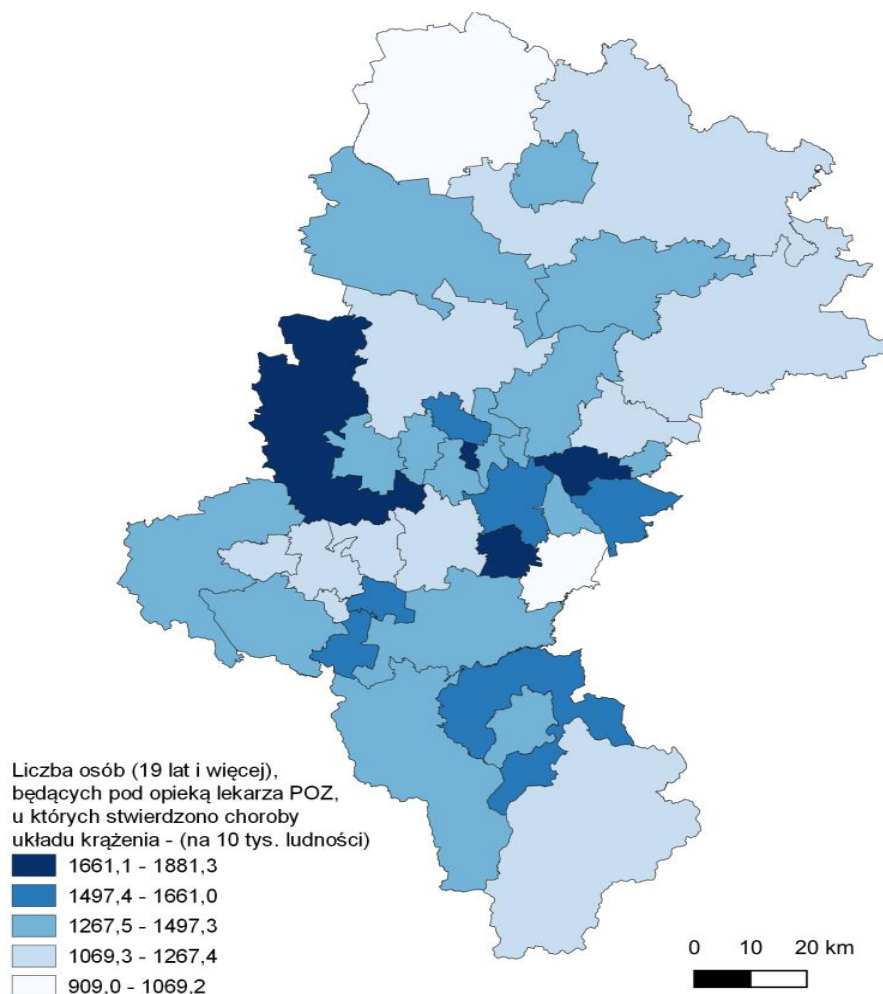 Liczba osób (19 lat i więcej),
będących pod opieką lekarza POZ,
u których stwierdzono choroby
układu krążenia - (na 10 tys. ludności)
1661,1 - 1881,3
1497,4 - 1661,0
1267,5 - 1497,3
1069,3 - 1267,4
909,0 - 1069,2
0 10 20 km